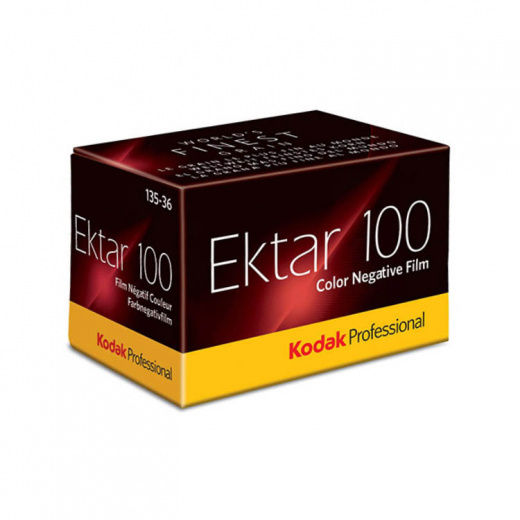 WORLD'S
FINEST
GRAIN
135-36
Ektar 100
Film Négatif Couleur
Farbnegativfilm
Kodak Professional
Ektar 100
Color Negative Film
Kodak Professional